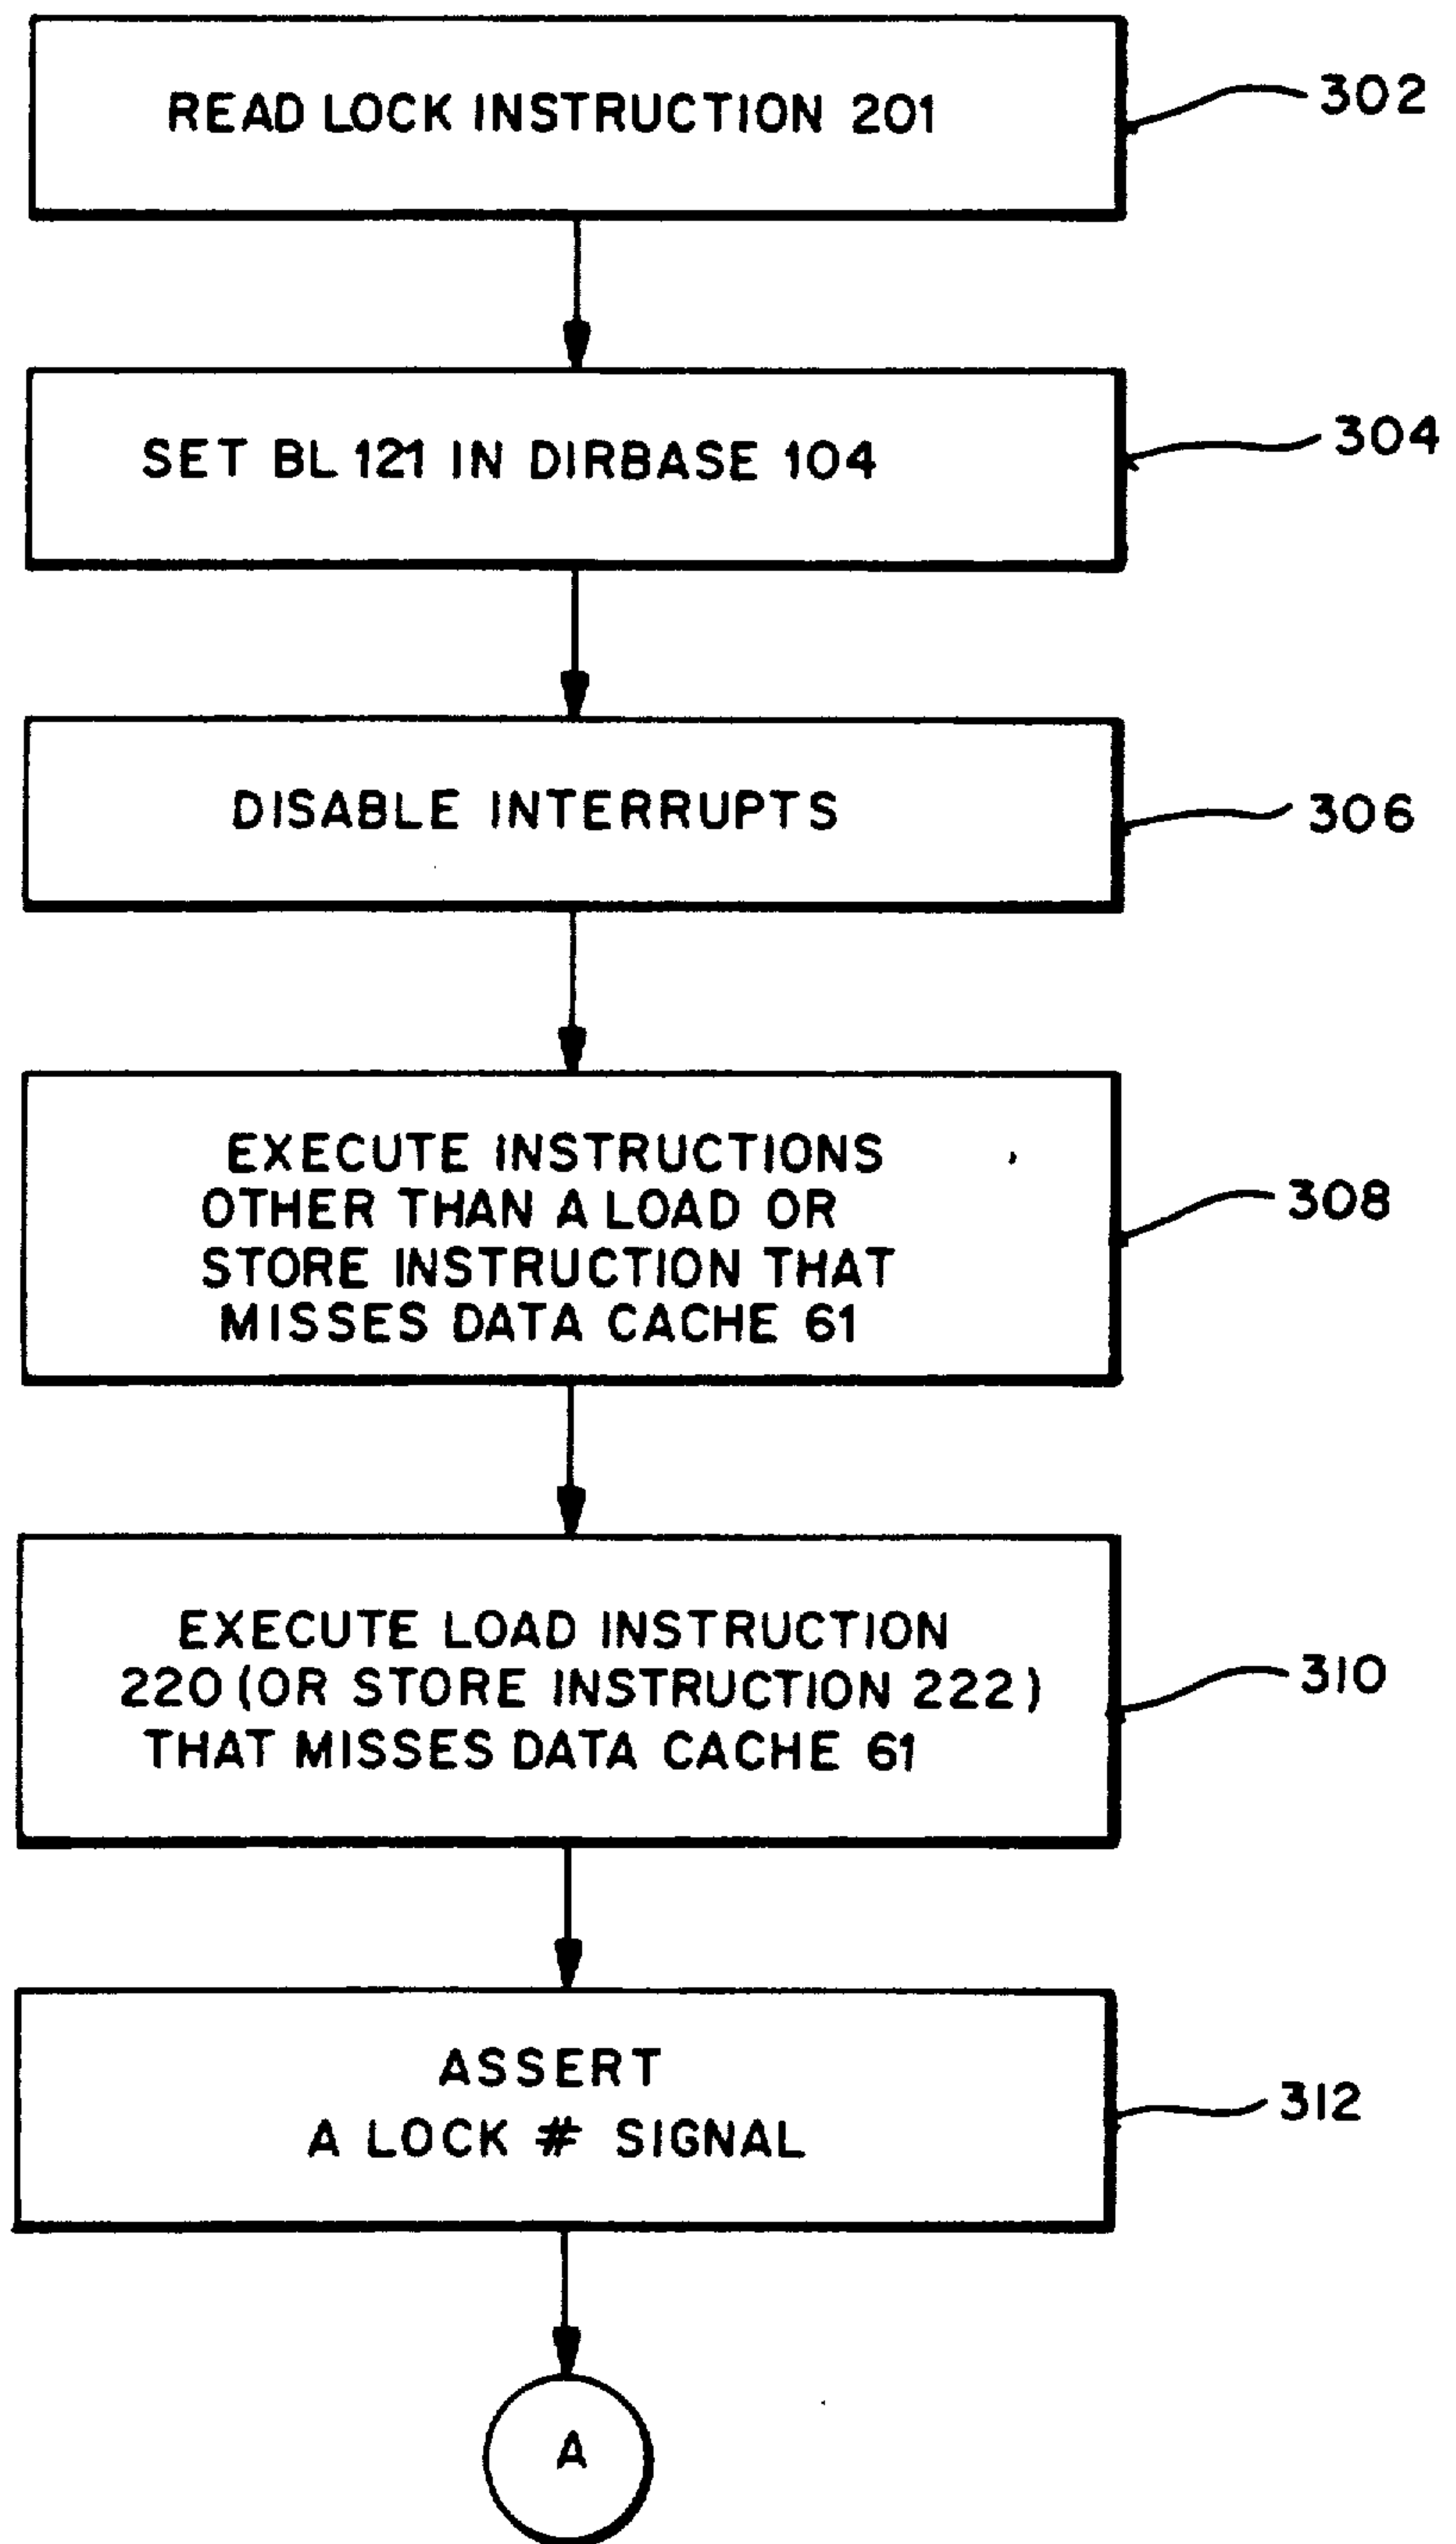 READ LOCK INSTRUCTION 201
302
SET BL 121 IN DIRBASE 104
304
DISABLE INTERRUPTS
306
EXECUTE INSTRUCTIONS
OTHER THAN A LOAD OR
STORE INSTRUCTION THAT
MISSES DATA CACHE 61
308
EXECUTE LOAD INSTRUCTION
220 (OR STORE INSTRUCTION 222)
THAT MISSES DATA CACHE 61
310
ASSERT
A LOCK # SIGNAL
312
A